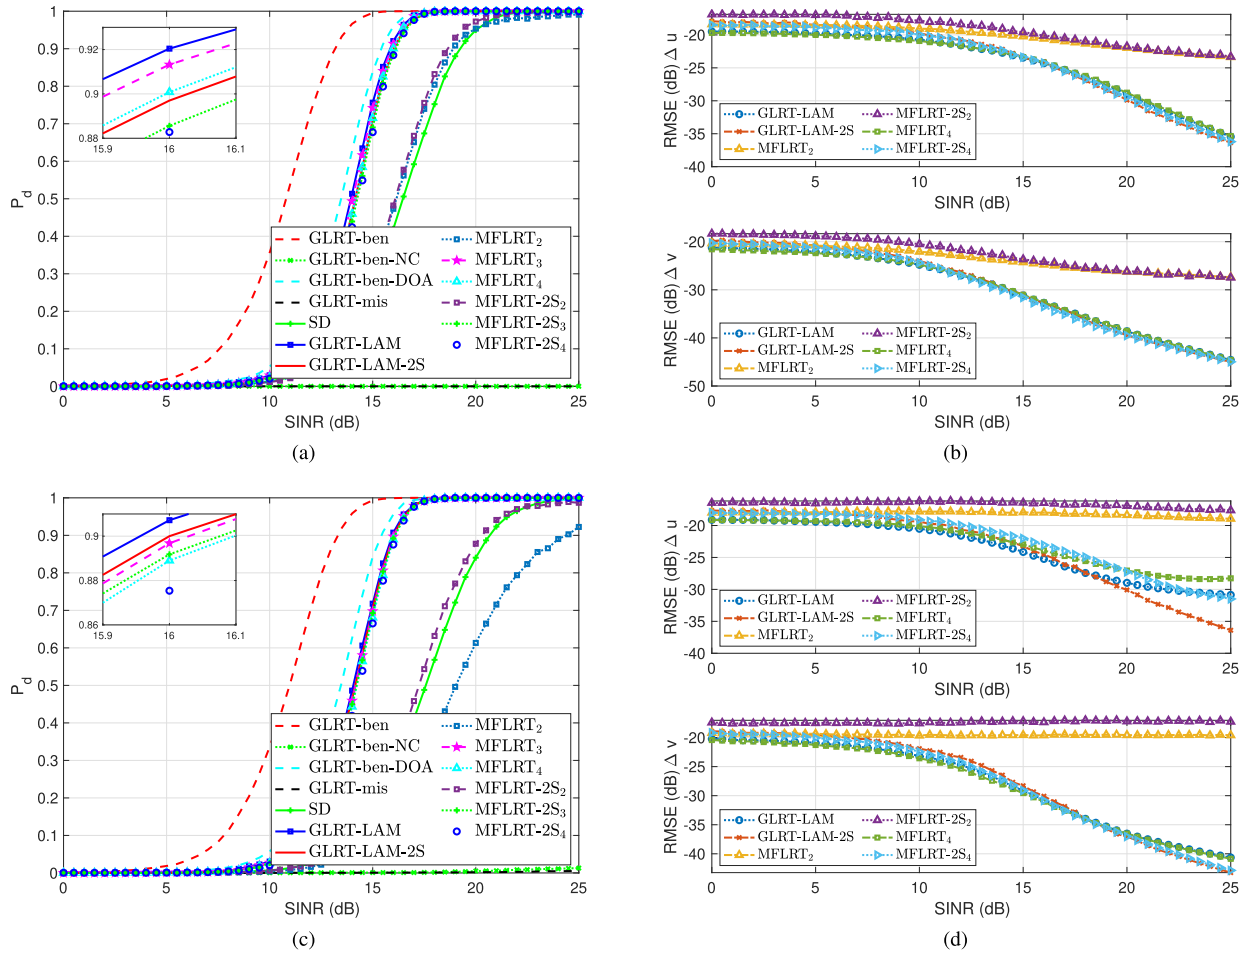 1
0.9
0.8
0.7
0.6
0.5
0.4
0.3
0.2
0.1
0
P_d
0.92
0.9
0.88
15.9 16 16.1
GLRT-ben
GLRT-ben-NC
GLRT-ben-DOA
GLRT-mis
SD
GLRT-LAM
GLRT-LAM-2S
MFLRT₂
MFLRT₃
MFLRT₄
MFLRT-2S₂
MFLRT-2S₃
MFLRT-2S₄
0 5 10 15 20 25
SINR (dB)
(a)
RMSE (dB) Δ u
-20
-25
-30
-35
-40
GLRT-LAM
GLRT-LAM-2S
MFLRT₂
MFLRT-2S₂
MFLRT₄
MFLRT-2S₄
0 5 10 15 20 25
SINR (dB)
RMSE (dB) Δ v
-20
-30
-40
-50
GLRT-LAM
GLRT-LAM-2S
MFLRT₂
MFLRT-2S₂
MFLRT₄
MFLRT-2S₄
0 5 10 15 20 25
SINR (dB)
(b)
1
0.9
0.8
0.7
0.6
0.5
0.4
0.3
0.2
0.1
0
P_d
0.9
0.88
0.86
15.9 16 16.1
GLRT-ben
GLRT-ben-NC
GLRT-ben-DOA
GLRT-mis
SD
GLRT-LAM
GLRT-LAM-2S
MFLRT₂
MFLRT₃
MFLRT₄
MFLRT-2S₂
MFLRT-2S₃
MFLRT-2S₄
0 5 10 15 20 25
SINR (dB)
(c)
RMSE (dB) Δ u
-20
-25
-30
-35
-40
GLRT-LAM
GLRT-LAM-2S
MFLRT₂
MFLRT-2S₂
MFLRT₄
MFLRT-2S₄
0 5 10 15 20 25
SINR (dB)
RMSE (dB) Δ v
-20
-25
-30
-35
-40
GLRT-LAM
GLRT-LAM-2S
MFLRT₂
MFLRT-2S₂
MFLRT₄
MFLRT-2S₄
0 5 10 15 20 25
SINR (dB)
(d)